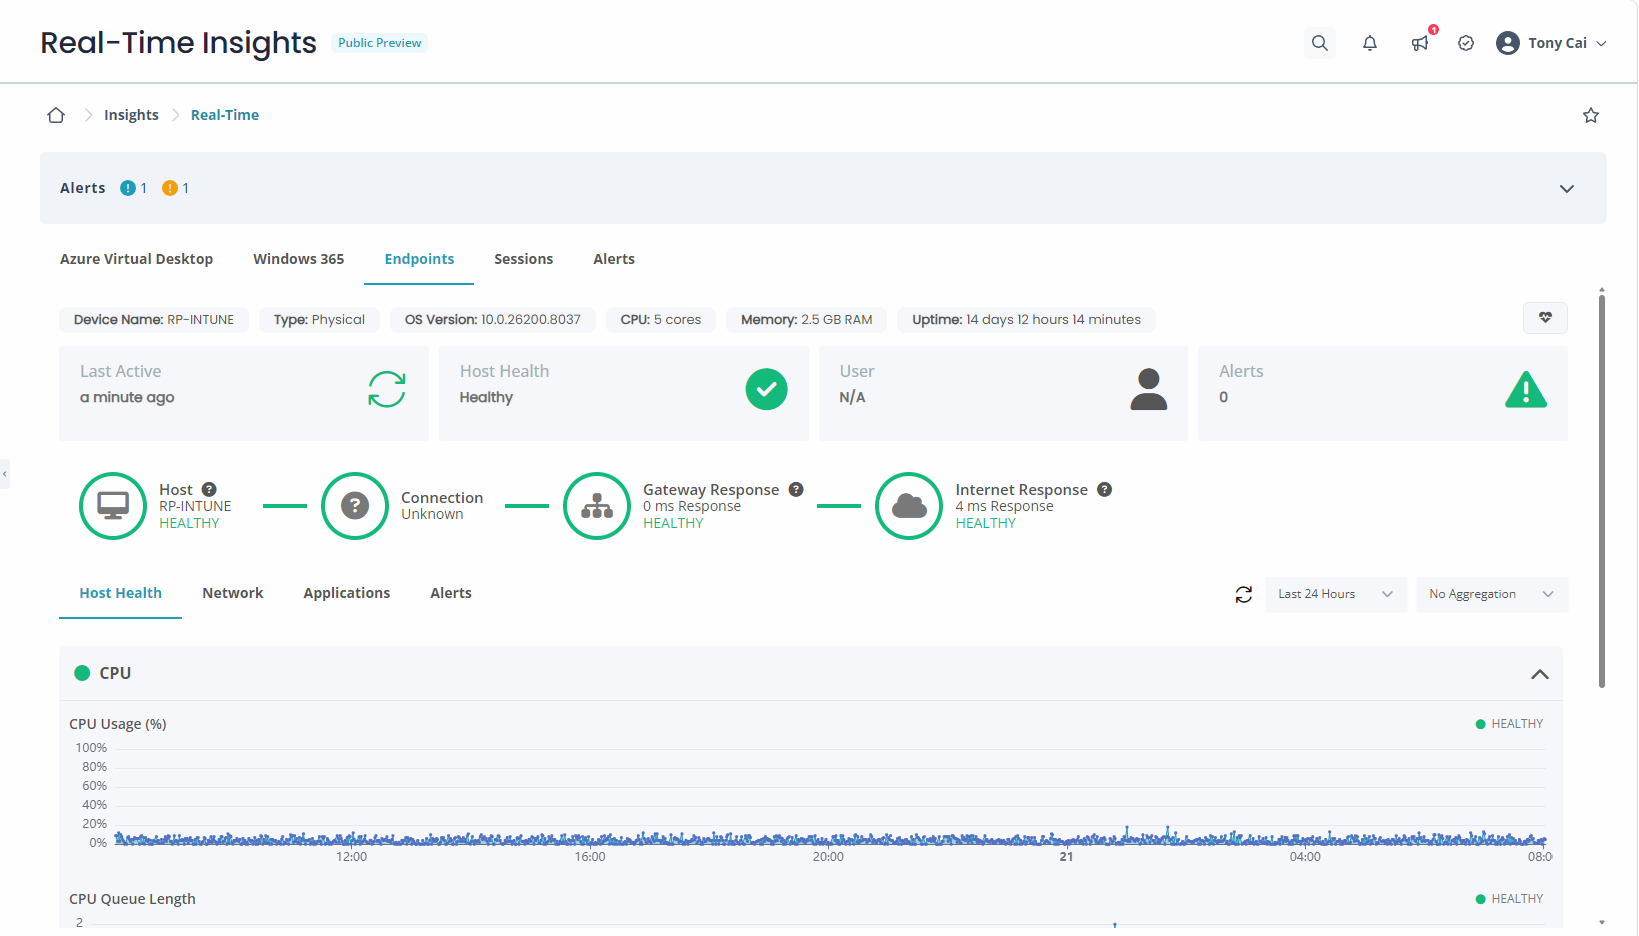 Real-Time Insights Public Preview
1
Tony Cai
Insights Real-Time
Alerts 1 1
Azure Virtual Desktop Windows 365 Endpoints Sessions Alerts
Device Name: RP-INTUNE Type: Physical OS Version: 10.0.26200.8037 CPU: 5 cores Memory: 2.5 GB RAM Uptime: 14 days 12 hours 14 minutes
Last Active
a minute ago
Host Health
Healthy
User
N/A
Alerts
0
Host
RP-INTUNE
HEALTHY
Connection
Unknown
Gateway Response
0 ms Response
HEALTHY
Internet Response
4 ms Response
HEALTHY
Host Health Network Applications Alerts Last 24 Hours No Aggregation
CPU
CPU Usage (%) HEALTHY
100%
80%
60%
40%
20%
0%
12:00 16:00 20:00 21 04:00 08:0
CPU Queue Length HEALTHY
2